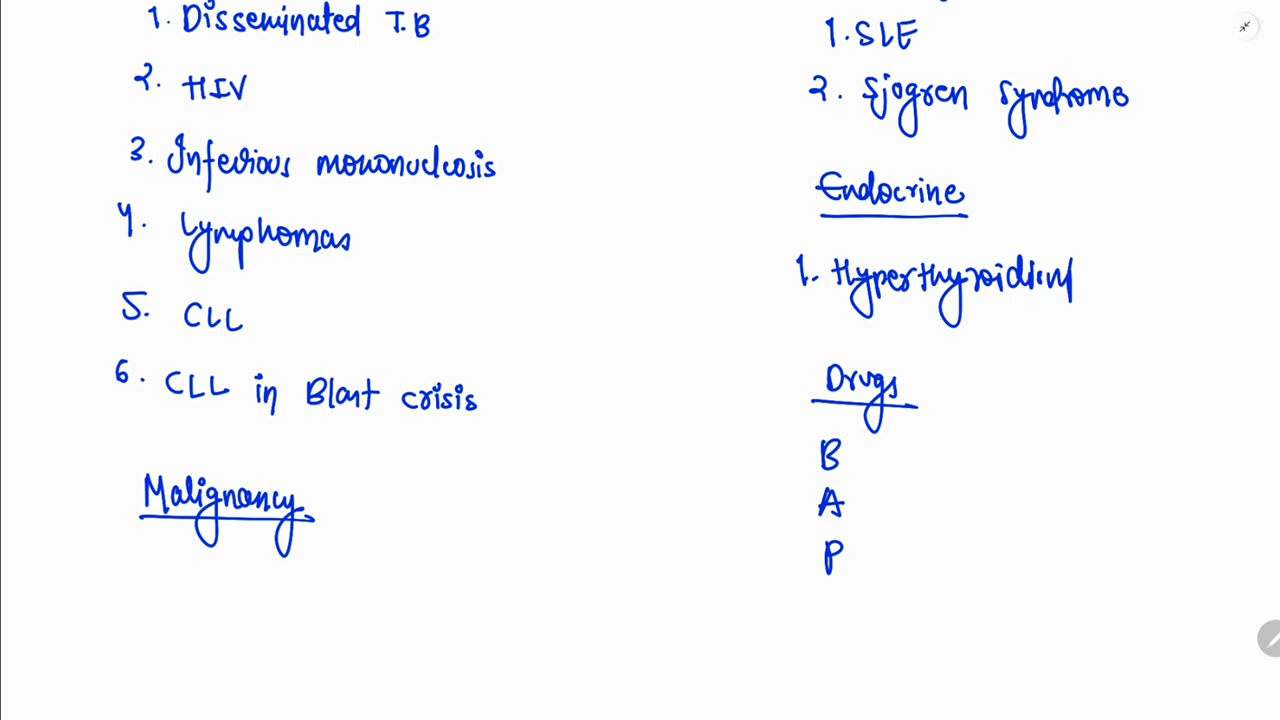 1. Disseminated T.B
2. HIV
3. Infectious mononucleosis
4. Lymphomas
5. CLL
6. CLL in Blast crisis
Malignancy
1. SLE
2. Sjogren Syndrome
Endocrine
1. Hyperthyroidism
Drugs
B
A
P